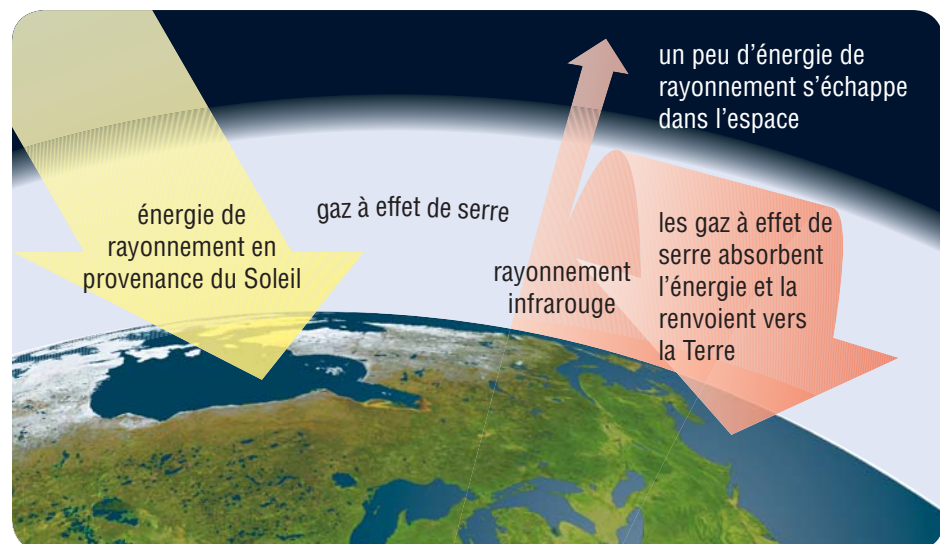 un peu d’énergie de
rayonnement s’échappe
dans l’espace
énergie de
rayonnement en
provenance du Soleil
gaz à effet de serre
rayonnement
infrarouge
les gaz à effet de
serre absorbent
l’énergie et la
renvoient vers
la Terre